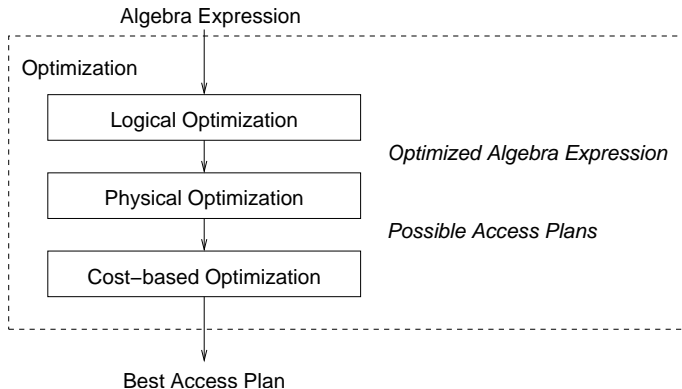 Algebra Expression
Optimization
Logical Optimization
Optimized Algebra Expression
Physical Optimization
Possible Access Plans
Cost−based Optimization
Best Access Plan